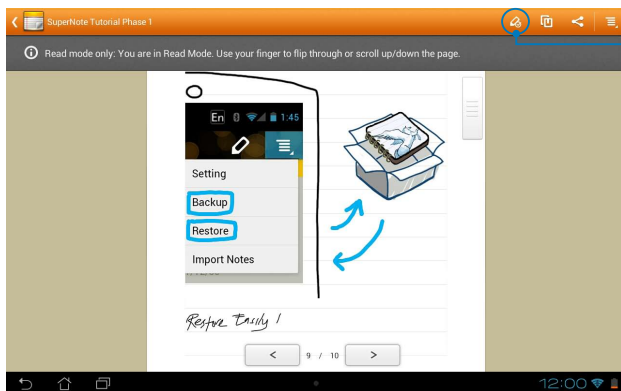 SuperNote Tutorial Phase 1
Read mode only: You are in Read Mode. Use your finger to flip through or scroll up/down the page.
En 1:45
Setting
Backup
Restore
Import Notes
Restore Easily !
< 9 / 10 >
12:00